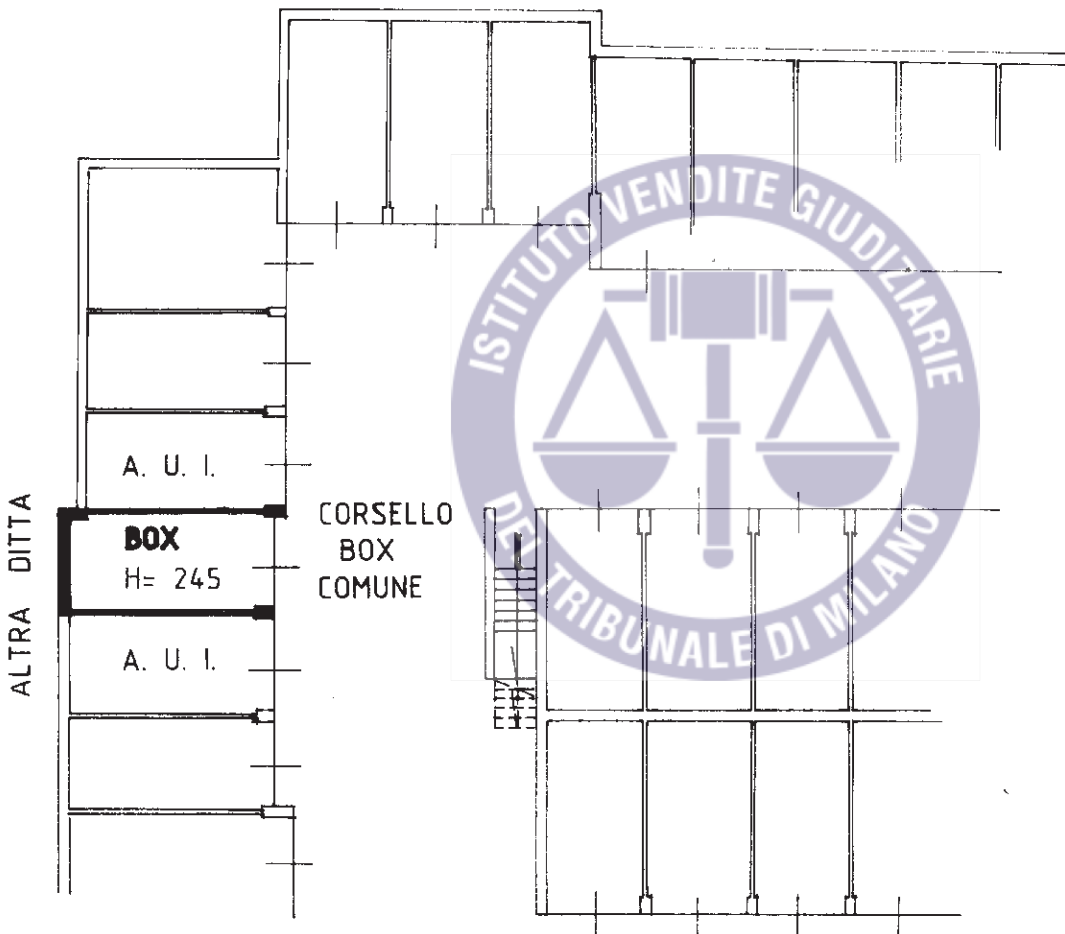 ISTITUTO VENDITE GIUDIZIARIE
DEL TRIBUNALE DI MILANO
A. U. I.
ALTRA DITTA
BOX
H= 245
CORSELLO
BOX
COMUNE
A. U. I.